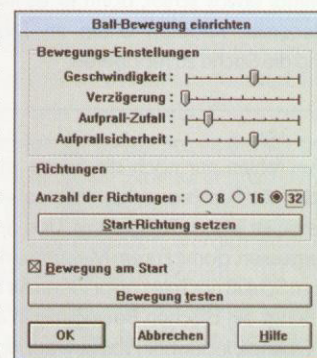 Ball-Bewegung einrichten
Bewegungs-Einstellungen
Geschwindigkeit :
Verzögerung :
Aufprall-Zufall :
Aufprallsicherheit :
Richtungen
Anzahl der Richtungen : 8 16 32
Start-Richtung setzen
Bewegung am Start
Bewegung testen
OK Abbrechen Hilfe